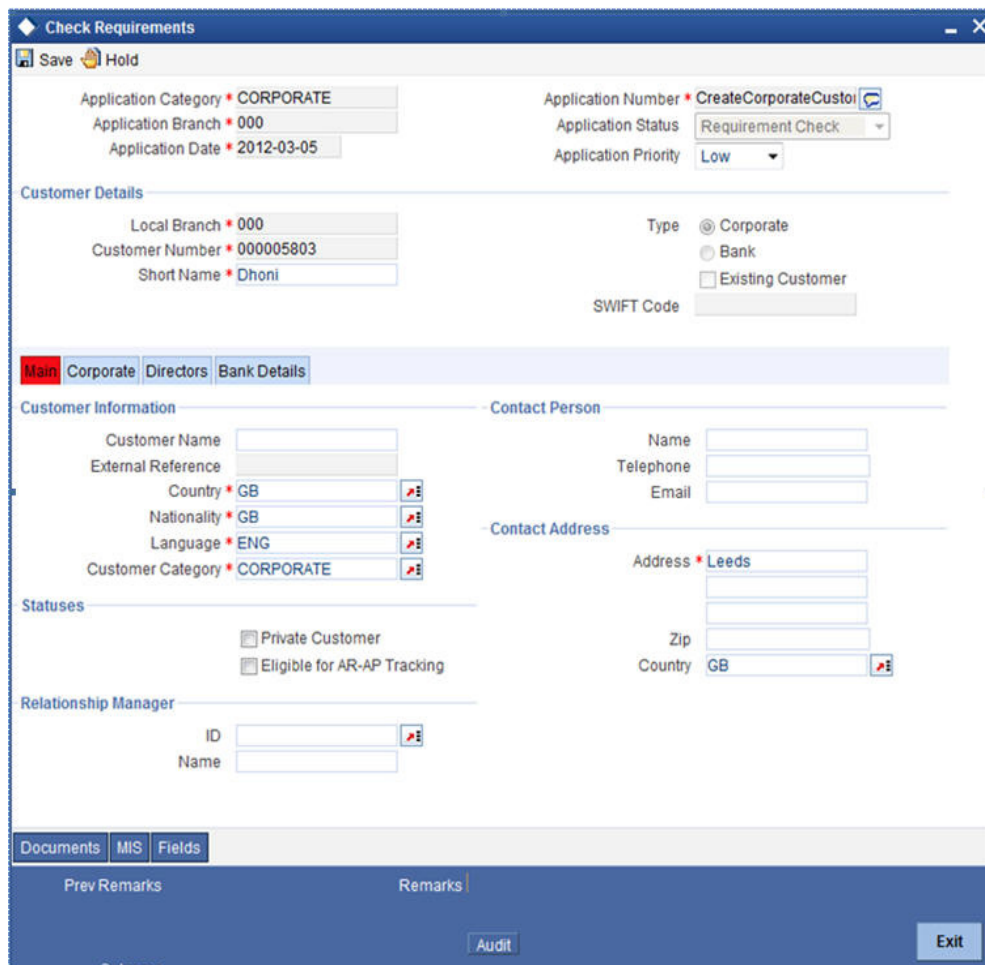 Check Requirements
Save Hold
Application Category * CORPORATE
Application Branch * 000
Application Date * 2012-03-05
Application Number * CreateCorporateCustor
Application Status Requirement Check
Application Priority Low
Customer Details
Local Branch * 000
Customer Number * 000005803
Short Name * Dhoni
Type Corporate
Bank
Existing Customer
SWIFT Code
Main Corporate Directors Bank Details
Customer Information
Customer Name
External Reference
Country * GB
Nationality * GB
Language * ENG
Customer Category * CORPORATE
Statuses
Private Customer
Eligible for AR-AP Tracking
Relationship Manager
ID
Name
Contact Person
Name
Telephone
Email
Contact Address
Address * Leeds
Zip
Country GB
Documents MIS Fields
Prev Remarks Remarks
Audit
Exit